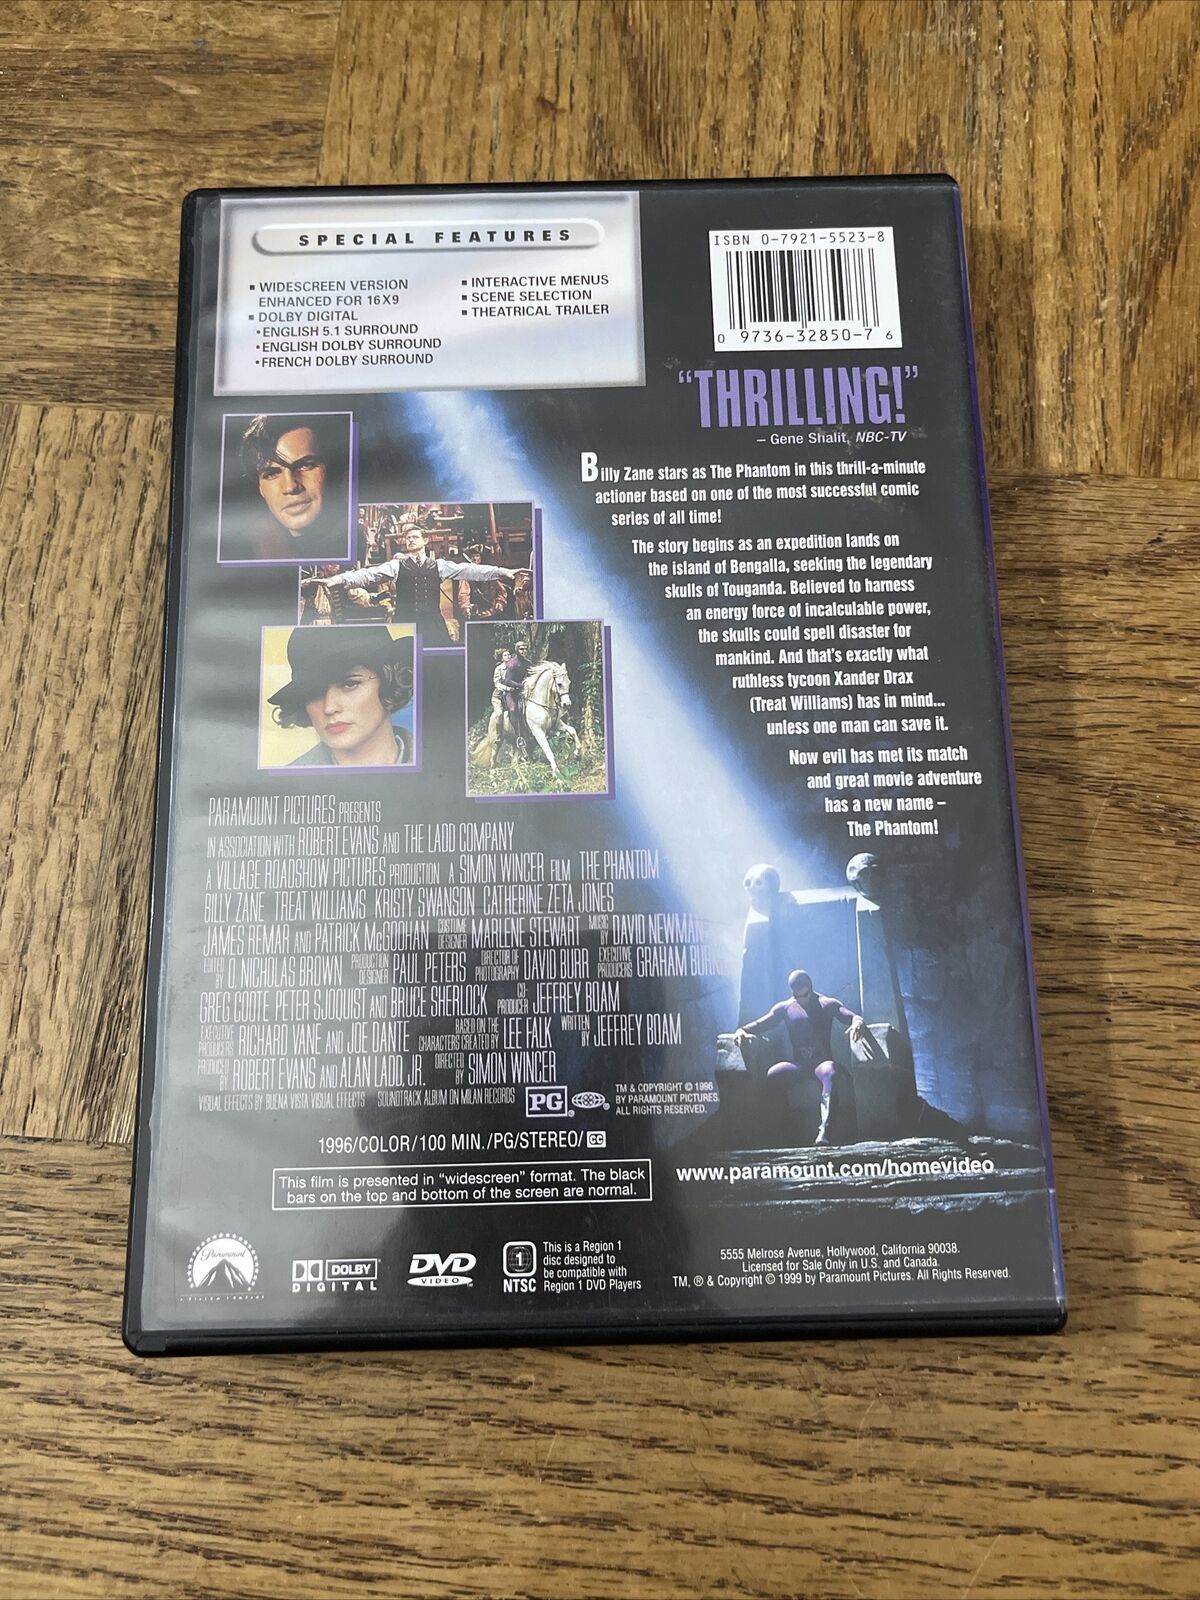 SPECIAL FEATURES
▪ WIDESCREEN VERSION
ENHANCED FOR 16X9
▪ DOLBY DIGITAL
• ENGLISH 5.1 SURROUND
• ENGLISH DOLBY SURROUND
• FRENCH DOLBY SURROUND
▪ INTERACTIVE MENUS
▪ SCENE SELECTION
▪ THEATRICAL TRAILER
ISBN 0-7921-5523-8
0 9736-32850-7 6
"THRILLING!"
– Gene Shalit, NBC-TV
Billy Zane stars as The Phantom in this thrill-a-minute
actioner based on one of the most successful comic
series of all time!
The story begins as an expedition lands on
the island of Bengalla, seeking the legendary
skulls of Touganda. Believed to harness
an energy force of incalculable power,
the skulls could spell disaster for
mankind. And that's exactly what
ruthless tycoon Xander Drax
(Treat Williams) has in mind...
unless one man can save it.
Now evil has met its match
and great movie adventure
has a new name –
The Phantom!
PARAMOUNT PICTURES PRESENTS
IN ASSOCIATION WITH ROBERT EVANS AND THE LADD COMPANY
A VILLAGE ROADSHOW PICTURES PRODUCTION A SIMON WINCER FILM THE PHANTOM
BILLY ZANE TREAT WILLIAMS KRISTY SWANSON CATHERINE ZETA JONES
JAMES REMAR AND PATRICK McGOOHAN COSTUME DESIGNER MARLENE STEWART MUSIC BY DAVID NEWMAN
EDITED BY O. NICHOLAS BROWN PRODUCTION DESIGNER PAUL PETERS DIRECTOR OF PHOTOGRAPHY DAVID BURR EXECUTIVE PRODUCERS GRAHAM
GREG COOTE PETER SJOQUIST AND BRUCE SHERLOCK CO-PRODUCER JEFFREY BOAM
EXECUTIVE PRODUCERS RICHARD VANE AND JOE DANTE BASED ON THE CHARACTERS CREATED BY LEE FALK WRITTEN BY JEFFREY BOAM
PRODUCED BY ROBERT EVANS AND ALAN LADD, JR. DIRECTED BY SIMON WINCER
VISUAL EFFECTS BY BUENA VISTA VISUAL EFFECTS SOUNDTRACK ALBUM ON MILAN RECORDS
PG
TM & COPYRIGHT © 1996
BY PARAMOUNT PICTURES.
ALL RIGHTS RESERVED.
1996/COLOR/100 MIN./PG/STEREO/CC
This film is presented in "widescreen" format. The black
bars on the top and bottom of the screen are normal.
www.paramount.com/homevideo
Paramount
DOLBY
DIGITAL
DVD
VIDEO
1
NTSC
This is a Region 1
disc designed to
be compatible with
Region 1 DVD Players
5555 Melrose Avenue, Hollywood, California 90038.
Licensed for Sale Only in U.S. and Canada.
TM, ® & Copyright © 1999 by Paramount Pictures. All Rights Reserved.